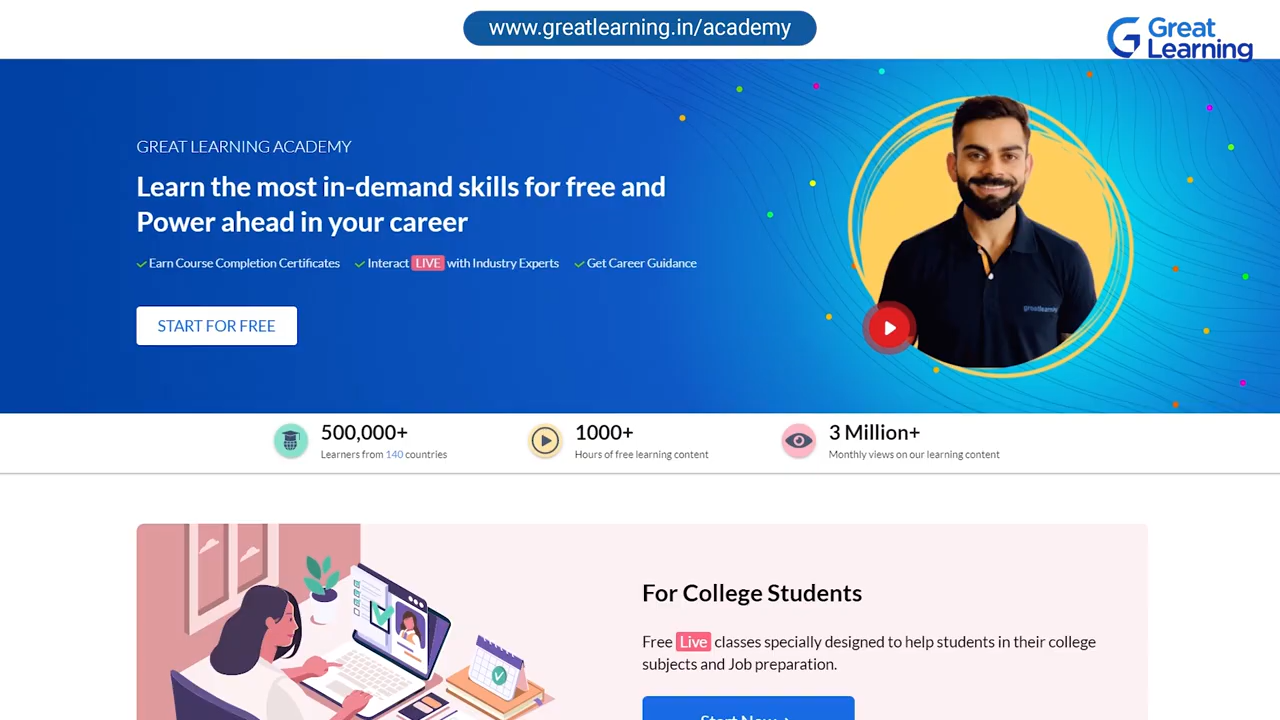 www.greatlearning.in/academy
Great
Learning
GREAT LEARNING ACADEMY
Learn the most in-demand skills for free and
Power ahead in your career
Earn Course Completion Certificates Interact LIVE with Industry Experts Get Career Guidance
START FOR FREE
greatlearning
500,000+
Learners from 140 countries
1000+
Hours of free learning content
3 Million+
Monthly views on our learning content
For College Students
Free Live classes specially designed to help students in their college
subjects and Job preparation.
Start Now